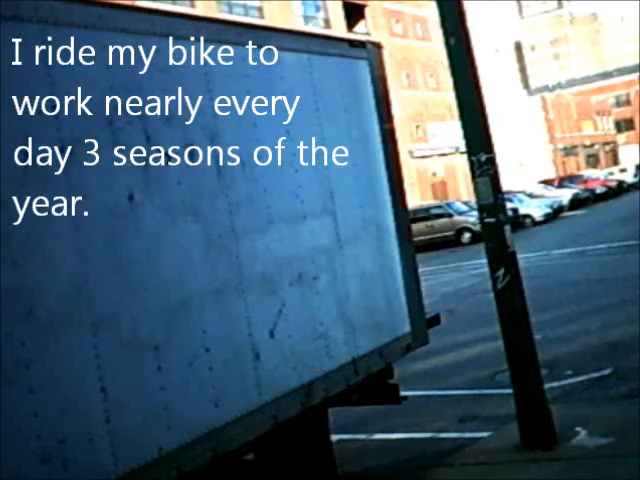 I ride my bike to
work nearly every
day 3 seasons of the
year.